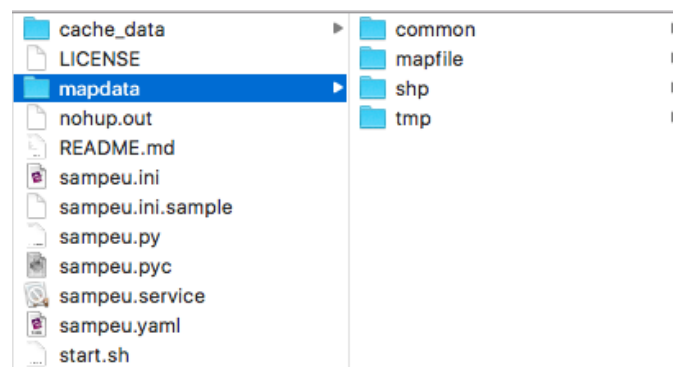 cache_data
LICENSE
mapdata
nohup.out
README.md
sampeu.ini
sampeu.ini.sample
sampeu.py
sampeu.pyc
sampeu.service
sampeu.yaml
start.sh
common
mapfile
shp
tmp